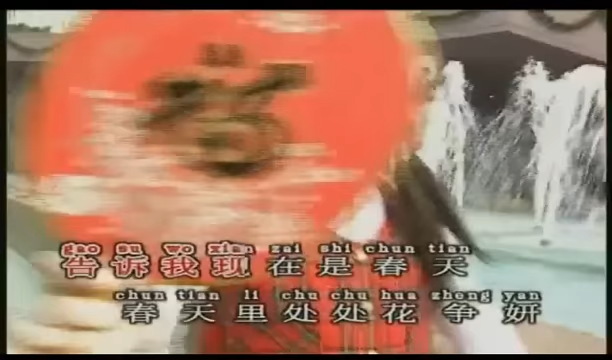 gao su wo xian zai shi chun tian
告诉我现在是春天
chun tian li chu chu hua zheng yan
春天里处处花争妍